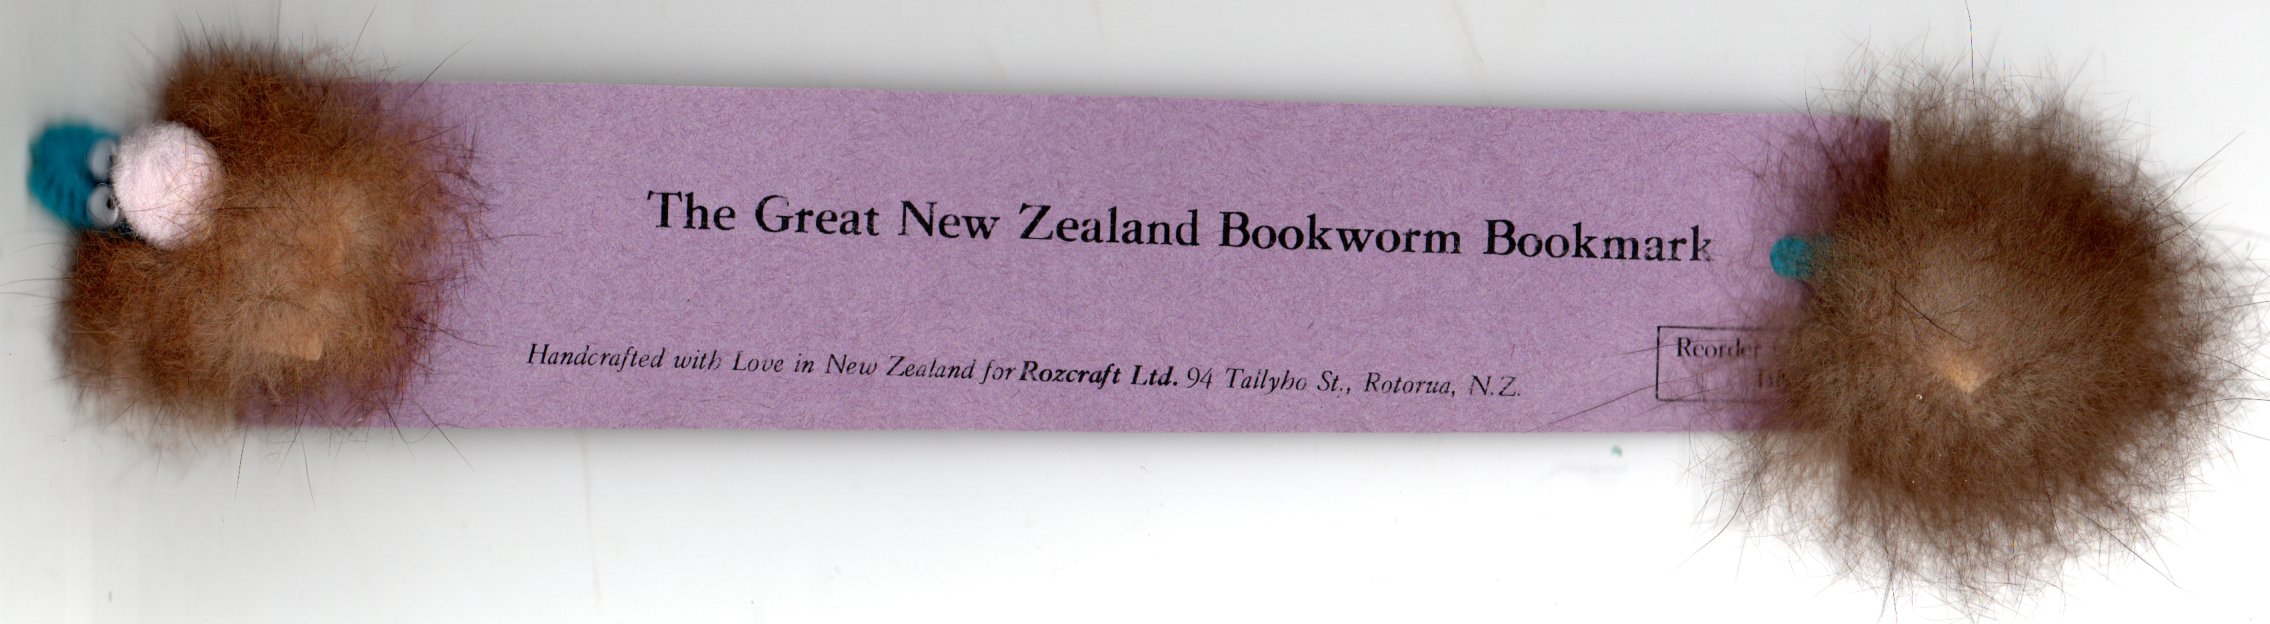 The Great New Zealand Bookworm Bookmark
Handcrafted with Love in New Zealand for Rozcraft Ltd. 94 Tallyho St., Rotorua, N.Z.
Reorder